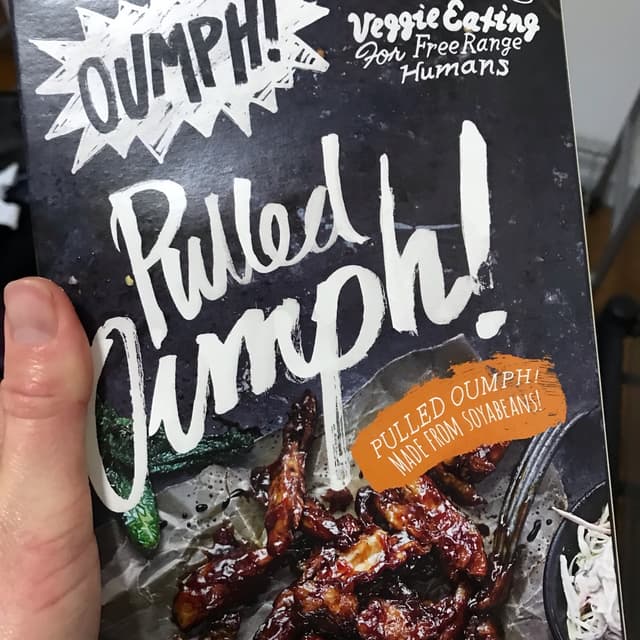 OUMPH!
Veggie Eating
For Free Range
Humans
Pulled
Oumph!
PULLED OUMPH!
MADE FROM SOYABEANS!